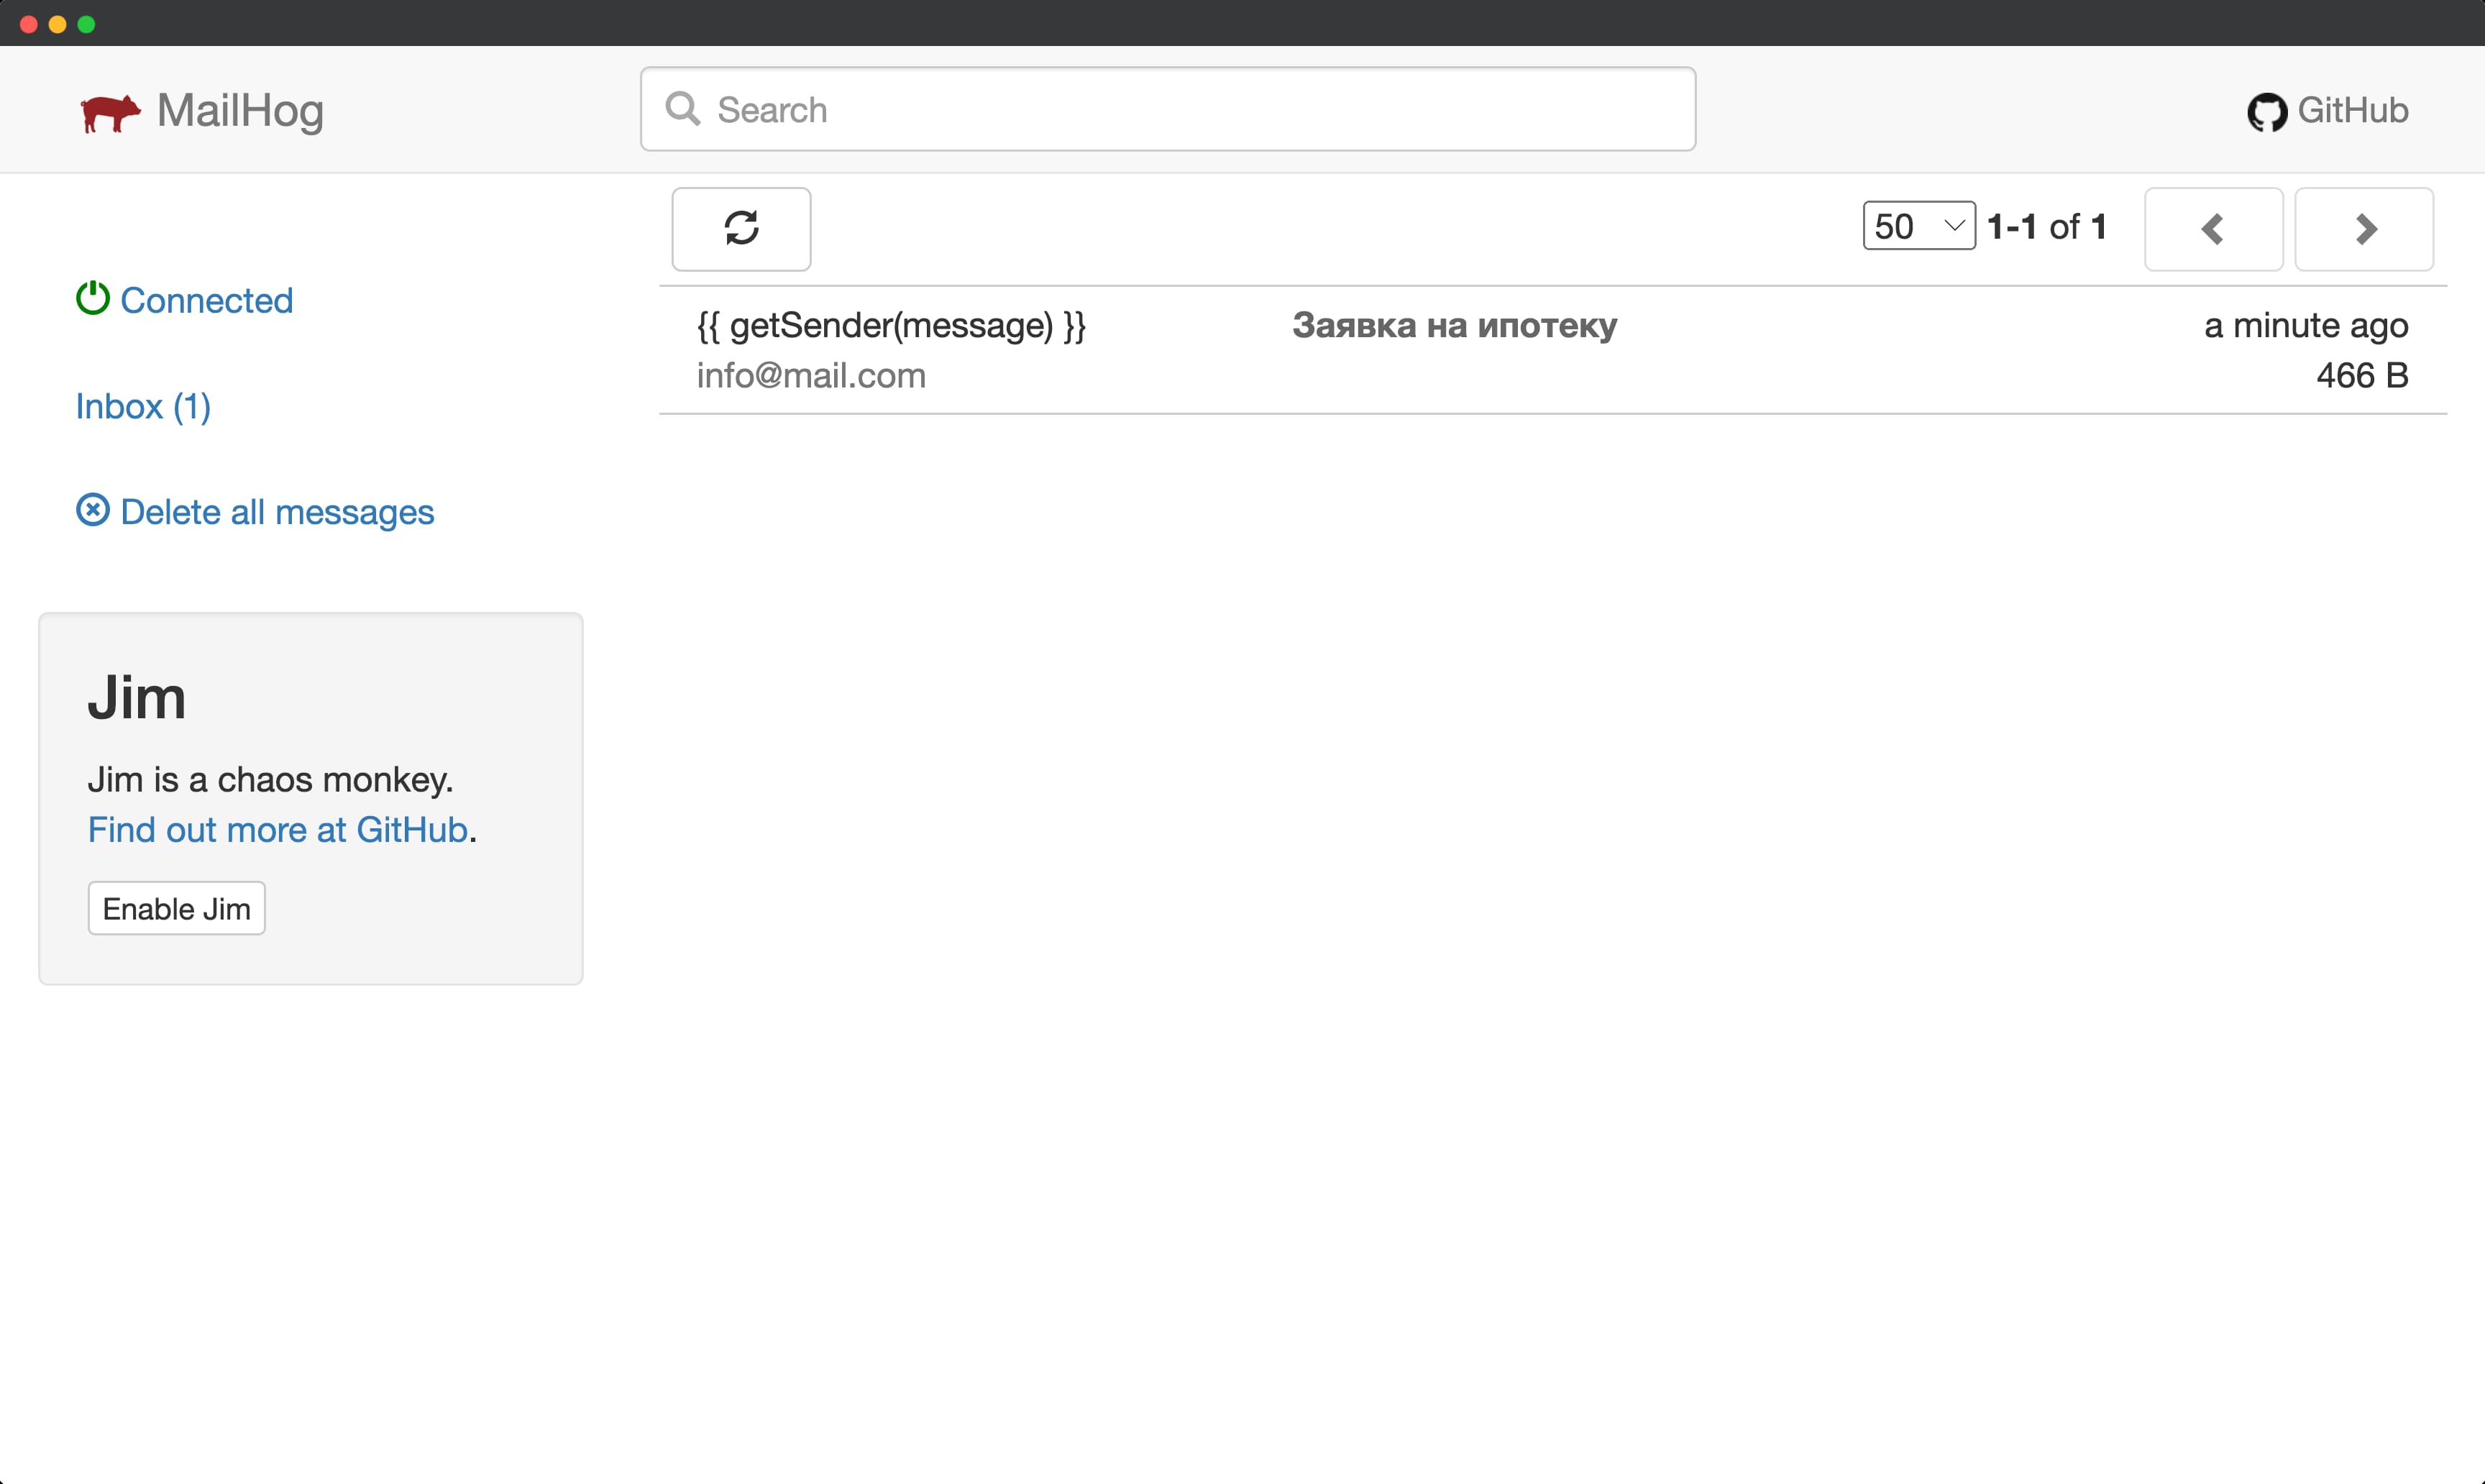 MailHog
Search
GitHub
50
1-1 of 1
Connected
{{ getSender(message) }}
Заявка на ипотеку
a minute ago
info@mail.com
466 B
Inbox (1)
Delete all messages
Jim
Jim is a chaos monkey.
Find out more at GitHub.
Enable Jim